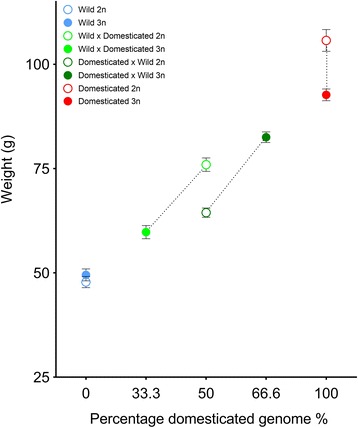 Wild 2n
Wild 3n
Wild x Domesticated 2n
Wild x Domesticated 3n
Domesticated x Wild 2n
Domesticated x Wild 3n
Domesticated 2n
Domesticated 3n
100
75
50
25
Weight (g)
0 33.3 50 66.6 100
Percentage domesticated genome %